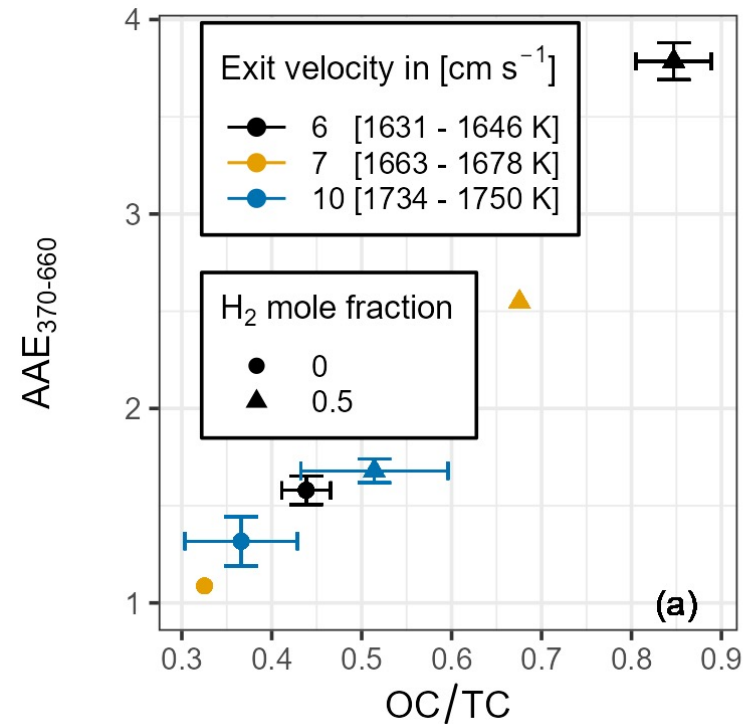 4
3
2
1
AAE370-660
Exit velocity in [cm s−1]
6 [1631 - 1646 K]
7 [1663 - 1678 K]
10 [1734 - 1750 K]
H2 mole fraction
0
0.5
(a)
0.3 0.4 0.5 0.6 0.7 0.8 0.9
OC/TC